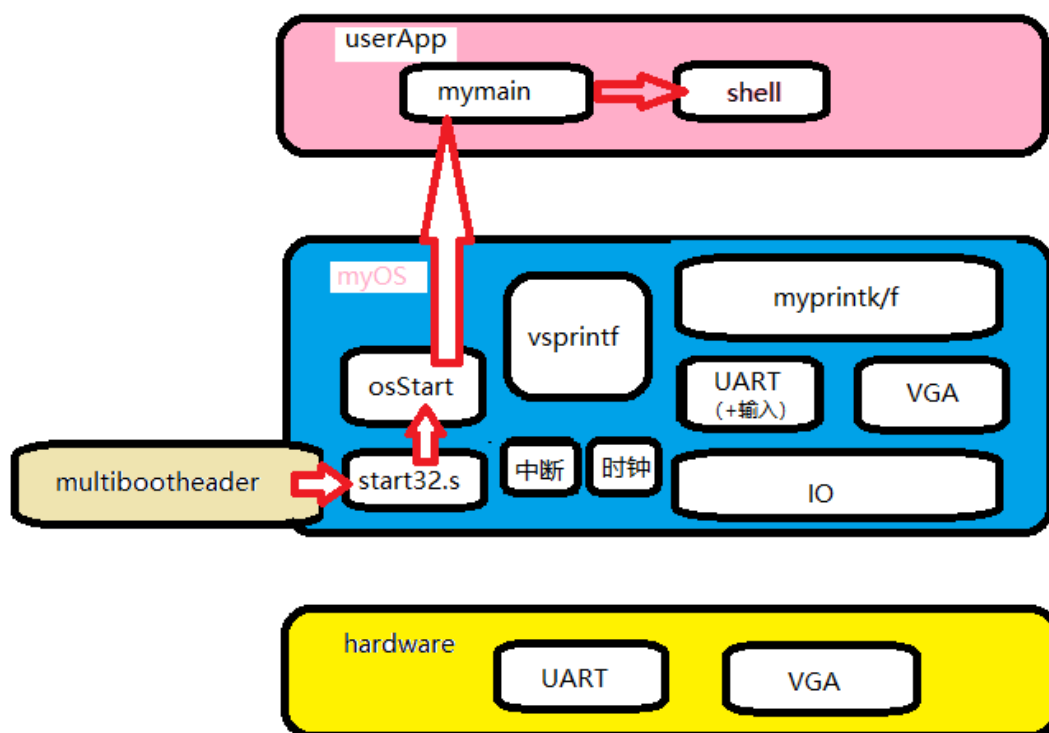 userApp
mymain
shell
myOS
vsprintf
myprintk/f
osStart
UART
(+输入)
VGA
multibootheader
start32.s
中断
时钟
IO
hardware
UART
VGA